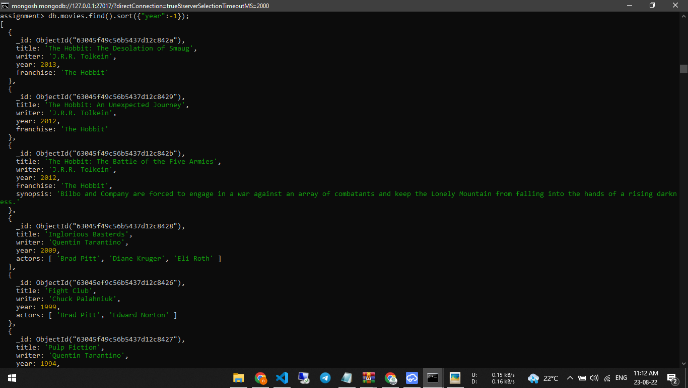 mongosh mongodb://127.0.0.1:27017/?directConnection=true&serverSelectionTimeoutMS=2000
assignment> db.movies.find().sort({"year":-1});
[
{
_id: ObjectId("63045f49c56b5437d12c842a"),
title: 'The Hobbit: The Desolation of Smaug',
writer: 'J.R.R. Tolkein',
year: 2013,
franchise: 'The Hobbit'
},
{
_id: ObjectId("63045f49c56b5437d12c8429"),
title: 'The Hobbit: An Unexpected Journey',
writer: 'J.R.R. Tolkein',
year: 2012,
franchise: 'The Hobbit'
},
{
_id: ObjectId("63045f49c56b5437d12c842b"),
title: 'The Hobbit: The Battle of the Five Armies',
writer: 'J.R.R. Tolkein',
year: 2012,
franchise: 'The Hobbit',
synopsis: 'Bilbo and Company are forced to engage in a war against an array of combatants and keep the Lonely Mountain from falling into the hands of a rising darkn
ess.'
},
{
_id: ObjectId("63045f49c56b5437d12c8428"),
title: 'Inglorious Basterds',
writer: 'Quentin Tarantino',
year: 2009,
actors: [ 'Brad Pitt', 'Diane Kruger', 'Eli Roth' ]
},
{
_id: ObjectId("63045ef49c56b5437d12c8426"),
title: 'Fight Club',
writer: 'Chuck Palahniuk',
year: 1999,
actors: [ 'Brad Pitt', 'Edward Norton' ]
},
{
_id: ObjectId("63045f49c56b5437d12c8427"),
title: 'Pulp Fiction',
writer: 'Quentin Tarantino',
year: 1994,
U: 0.15 kB/s
D: 0.16 kB/s
22°C
ENG
11:12 AM
23-08-22